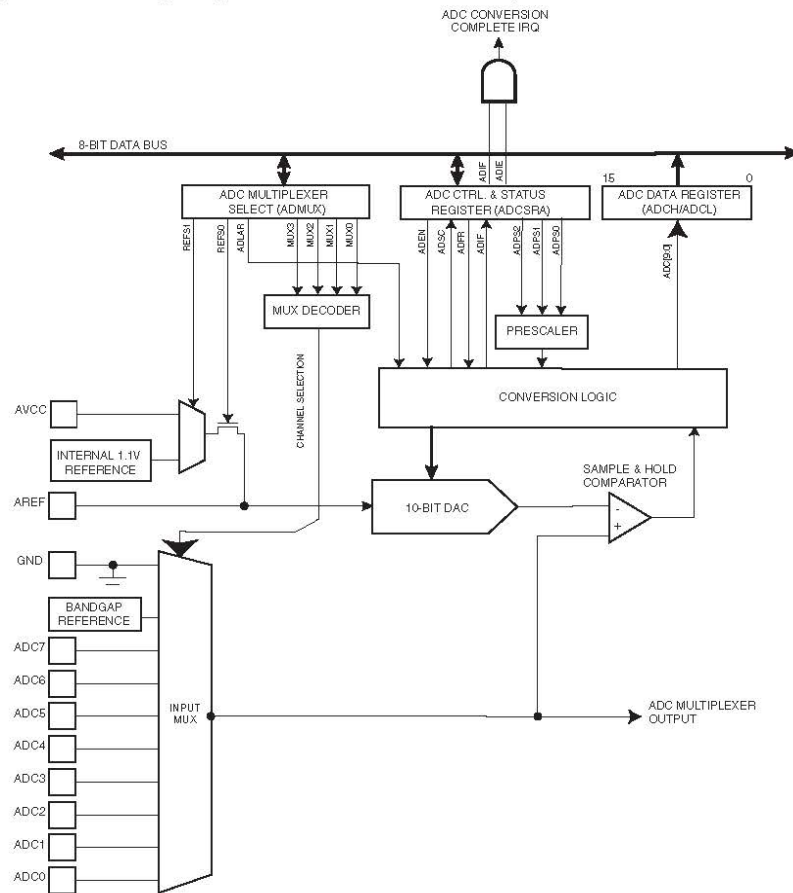 ADC CONVERSION
COMPLETE IRQ
8-BIT DATA BUS
ADIF
ADIE
15
0
ADC MULTIPLEXER
SELECT (ADMUX)
ADC CTRL. & STATUS
REGISTER (ADCSRA)
ADC DATA REGISTER
(ADCH/ADCL)
REFS1
REFS0
ADLAR
MUX3
MUX2
MUX1
MUX0
ADEN
ADSC
ADFR
ADIF
ADPS2
ADPS1
ADPS0
ADC[9:0]
MUX DECODER
PRESCALER
CHANNEL SELECTION
CONVERSION LOGIC
AVCC
INTERNAL 1.1V
REFERENCE
SAMPLE & HOLD
COMPARATOR
AREF
10-BIT DAC
-
+
GND
BANDGAP
REFERENCE
ADC7
ADC6
ADC5
ADC4
ADC3
ADC2
ADC1
ADC0
INPUT
MUX
ADC MULTIPLEXER
OUTPUT